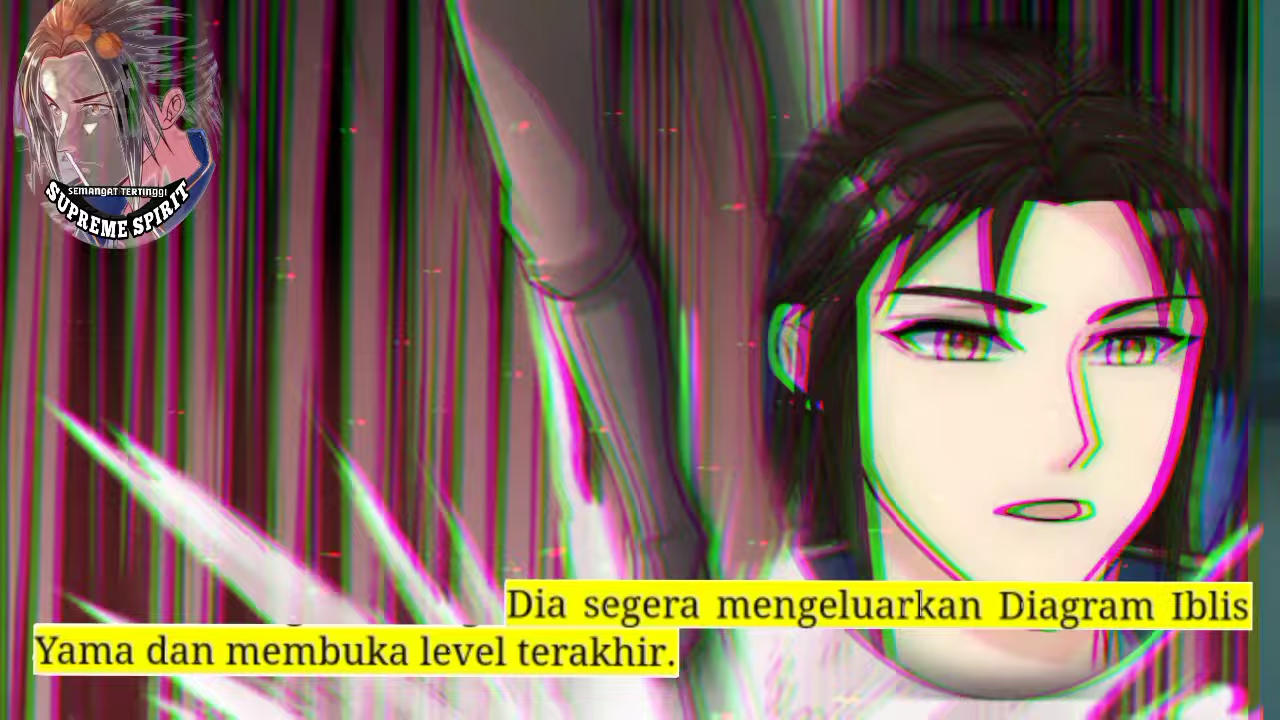 SEMANGAT TERTINGGI
SUPREME SPIRIT
Dia segera mengeluarkan Diagram Iblis
Yama dan membuka level terakhir.